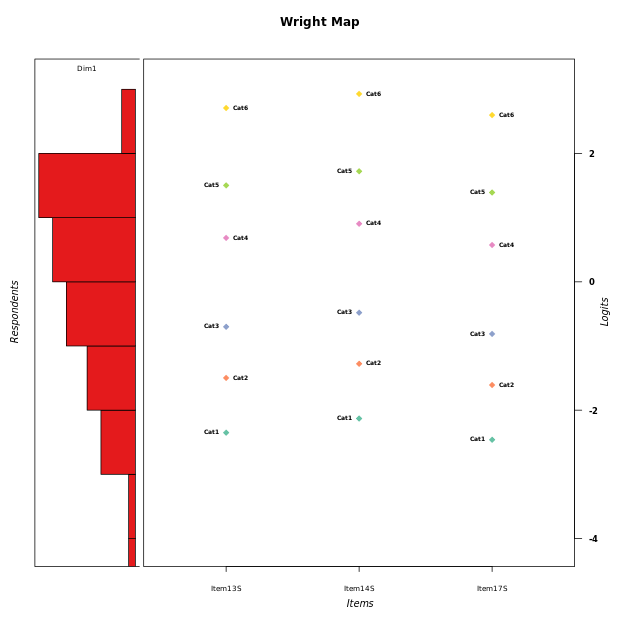 Wright Map
Dim1
Cat6 Cat6 Cat6
Cat5 Cat5 Cat5
Cat4 Cat4 Cat4
Cat3 Cat3 Cat3
Cat2 Cat2 Cat2
Cat1 Cat1 Cat1
2
0
-2
-4
Respondents
Logits
Item13S Item14S Item17S
Items